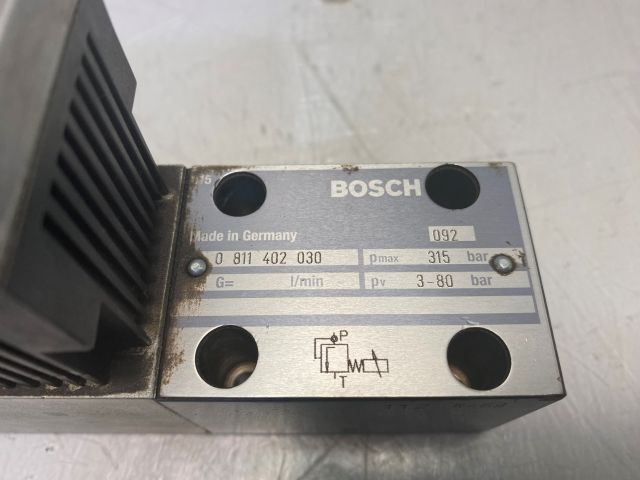 BOSCH
Made in Germany 092
0 811 402 030 pmax 315 bar
G= l/min pv 3-80 bar
P
T